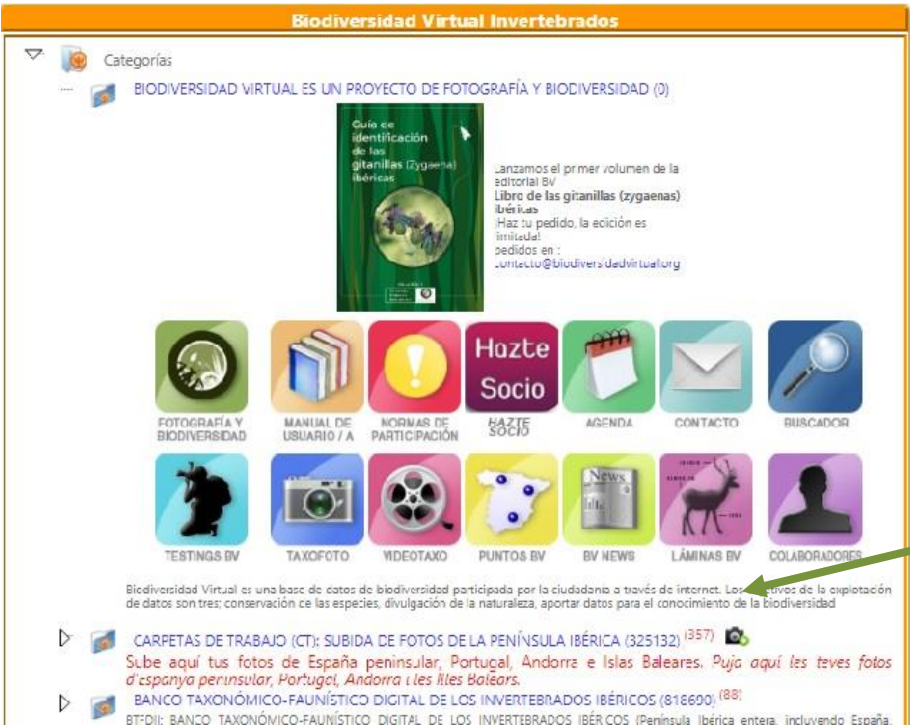 Biodiversidad Virtual Invertebrados
Categorías
BIODIVERSIDAD VIRTUAL ES UN PROYECTO DE FOTOGRAFÍA Y BIODIVERSIDAD (0)
Guía de
identificación
de las
gitanillas (Zygaena)
ibéricas
Lanzamos el primer volumen de la
editorial BV
Libro de las gitanillas (zygaenas)
ibéricas
¡Haz tu pedido, la edición es
limitada!
pedidos en :
contacto@biodiversidadvirtual.org
Hazte
Socio
FOTOGRAFÍA Y
BIODIVERSIDAD
MANUAL DE
USUARIO / A
NORMAS DE
PARTICIPACIÓN
HAZTE
SOCIO
AGENDA
CONTACTO
BUSCADOR
News
TESTINGS BV
TAXOFOTO
VIDEOTAXO
PUNTOS BV
BV NEWS
LÁMINAS BV
COLABORADORES
Biodiversidad Virtual es una base de datos de biodiversidad participada por la ciudadanía a través de internet. Los de la explotación
de datos son tres; conservación de las especies, divulgación de la naturaleza, aportar datos para el conocimiento de la biodiversidad
CARPETAS DE TRABAJO (CT): SUBIDA DE FOTOS DE LA PENÍNSULA IBÉRICA (325132) (357)
Sube aquí tus fotos de España peninsular, Portugal, Andorra e Islas Baleares. Puja aquí les teves fotos
d'espanya peninsular, Portugal, Andorra i les Illes Balears.
BANCO TAXONÓMICO-FAUNÍSTICO DIGITAL DE LOS INVERTEBRADOS IBÉRICOS (816690) (88)
BTFDII: BANCO TAXONÓMICO-FAUNÍSTICO DIGITAL DE LOS INVERTEBRADOS IBÉRICOS (Península Ibérica entera, incluyendo España,